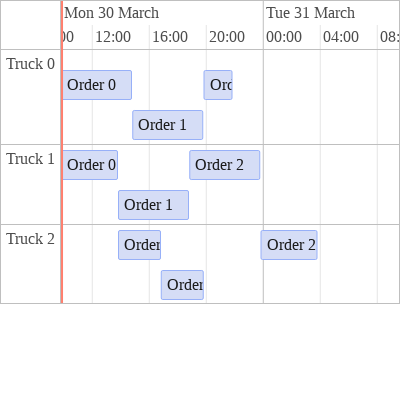 Mon 30 March Tue 31 March
00 12:00 16:00 20:00 00:00 04:00 08:
Truck 0
Order 0 Ord
Order 1
Truck 1
Order 0 Order 2
Order 1
Truck 2
Order Order 2
Order